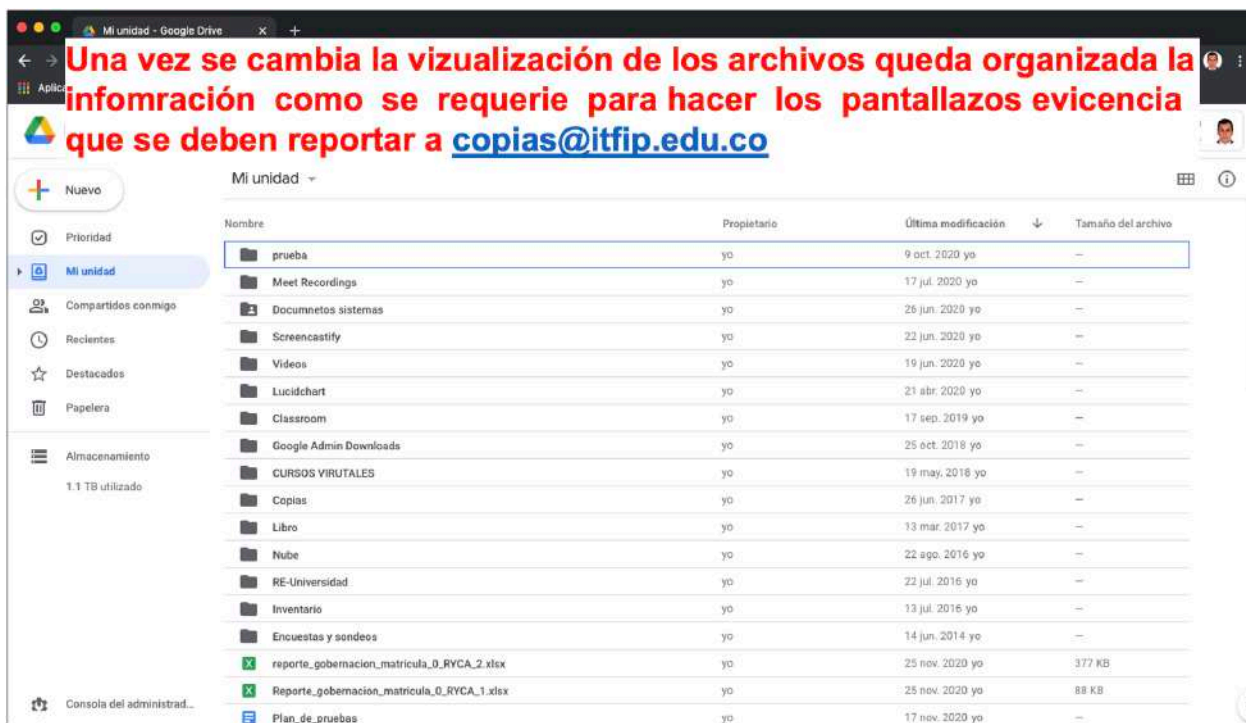 Mi unidad - Google Drive
Una vez se cambia la vizualización de los archivos queda organizada la
infomración como se requerie para hacer los pantallazos evicencia
que se deben reportar a copias@itfip.edu.co
Aplica
Nuevo
Mi unidad
Nombre Propietario Última modificación Tamaño del archivo
Prioridad
Mi unidad
Compartidos conmigo
Recientes
Destacados
Papelera
Almacenamiento
1.1 TB utilizado
Consola del administrad...
prueba yo 9 oct. 2020 yo —
Meet Recordings yo 17 jul. 2020 yo —
Documnetos sistemas yo 26 jun. 2020 yo —
Screencastify yo 22 jun. 2020 yo —
Videos yo 19 jun. 2020 yo —
Lucidchart yo 21 abr. 2020 yo —
Classroom yo 17 sep. 2019 yo —
Google Admin Downloads yo 25 oct. 2018 yo —
CURSOS VIRUTALES yo 19 may. 2018 yo —
Copias yo 26 jun. 2017 yo —
Libro yo 13 mar. 2017 yo —
Nube yo 22 ago. 2016 yo —
RE-Universidad yo 22 jul. 2016 yo —
Inventario yo 13 jul. 2016 yo —
Encuestas y sondeos yo 14 jun. 2014 yo —
reporte_gobernacion_matricula_0_RYCA_2.xlsx yo 25 nov. 2020 yo 377 KB
Reporte_gobernacion_matricula_0_RYCA_1.xlsx yo 25 nov. 2020 yo 88 KB
Plan_de_pruebas yo 17 nov. 2020 yo —